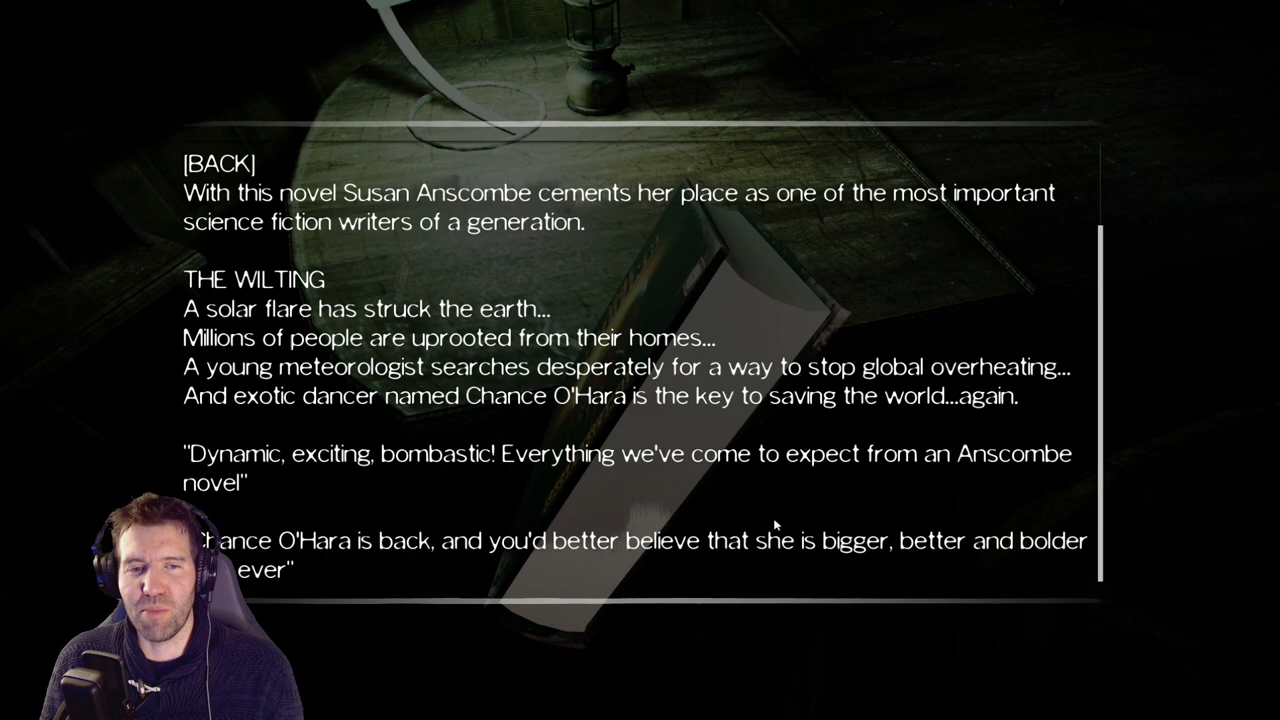 [BACK]
With this novel Susan Anscombe cements her place as one of the most important
science fiction writers of a generation.
THE WILTING
A solar flare has struck the earth...
Millions of people are uprooted from their homes...
A young meteorologist searches desperately for a way to stop global overheating...
And exotic dancer named Chance O'Hara is the key to saving the world...again.
"Dynamic, exciting, bombastic! Everything we've come to expect from an Anscombe
novel"
Chance O'Hara is back, and you'd better believe that she is bigger, better and bolder
ever"